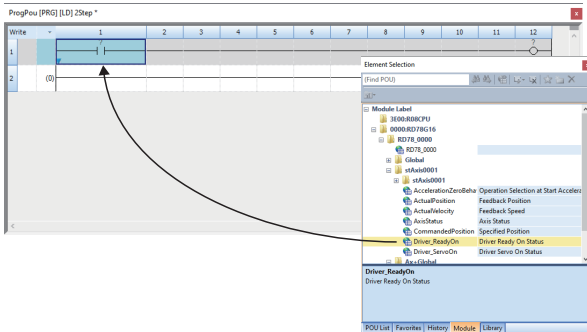 ProgPou [PRG] [LD] 2Step *
Write 1 2 3 4 5 6 7 8 9 10 11 12
1 ? ?
2 (0)
Element Selection
(Find POU)
Module Label
3E00:R08CPU
0000:RD78G16
RD78_0000
RD78_0000
Global
stAxis0001
stAxis0001
AccelerationZeroBehav Operation Selection at Start Accelera
ActualPosition Feedback Position
ActualVelocity Feedback Speed
AxisStatus Axis Status
CommandedPosition Specified Position
Driver_ReadyOn Driver Ready On Status
Driver_ServoOn Driver Servo On Status
Ax+Global
Driver_ReadyOn
Driver Ready On Status
POU List Favorites History Module Library